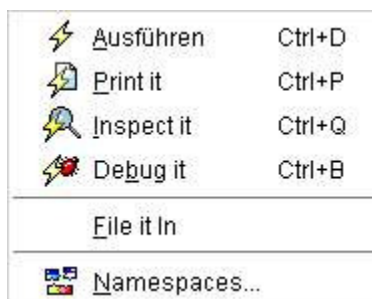 Ausführen Ctrl+D
Print it Ctrl+P
Inspect it Ctrl+Q
Debug it Ctrl+B
File it In
Namespaces...